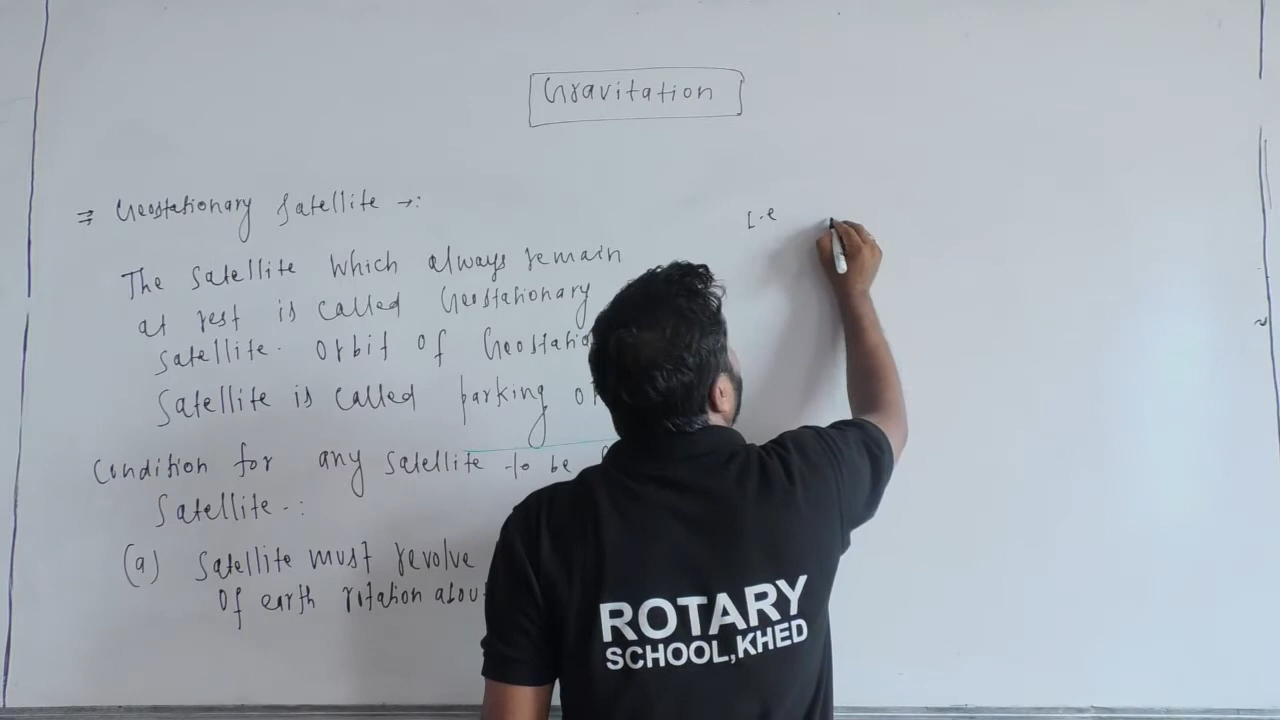 Gravitation
⇒ Geostationary Satellite →:
The satellite which always remain
at rest is called Geostationary
Satellite. Orbit of Geostatio
Satellite is called parking
Condition for any Satellite to be
Satellite -:
(a) Satellite must revolve
Of earth rotation
I.e
ROTARY
SCHOOL,KHED